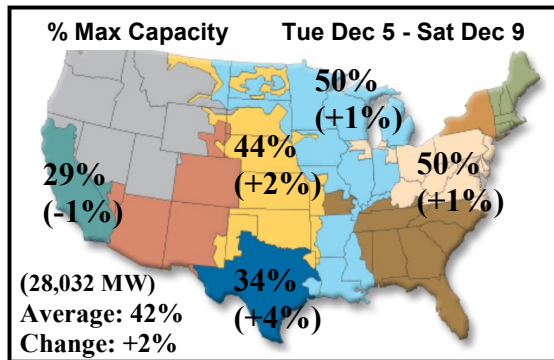 % Max Capacity Tue Dec 5 - Sat Dec 9
50%
(+1%)
44%
(+2%)
29%
(-1%)
50%
(+1%)
34%
(+4%)
(28,032 MW)
Average: 42%
Change: +2%